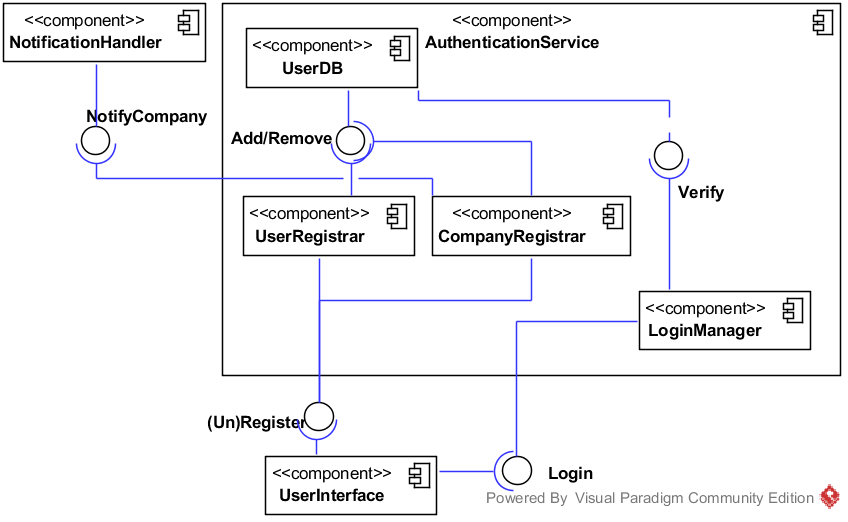 <<component>>
NotificationHandler
<<component>>
AuthenticationService
<<component>>
UserDB
NotifyCompany
Add/Remove
Verify
<<component>>
UserRegistrar
<<component>>
CompanyRegistrar
<<component>>
LoginManager
(Un)Register
<<component>>
UserInterface
Login
Powered By Visual Paradigm Community Edition